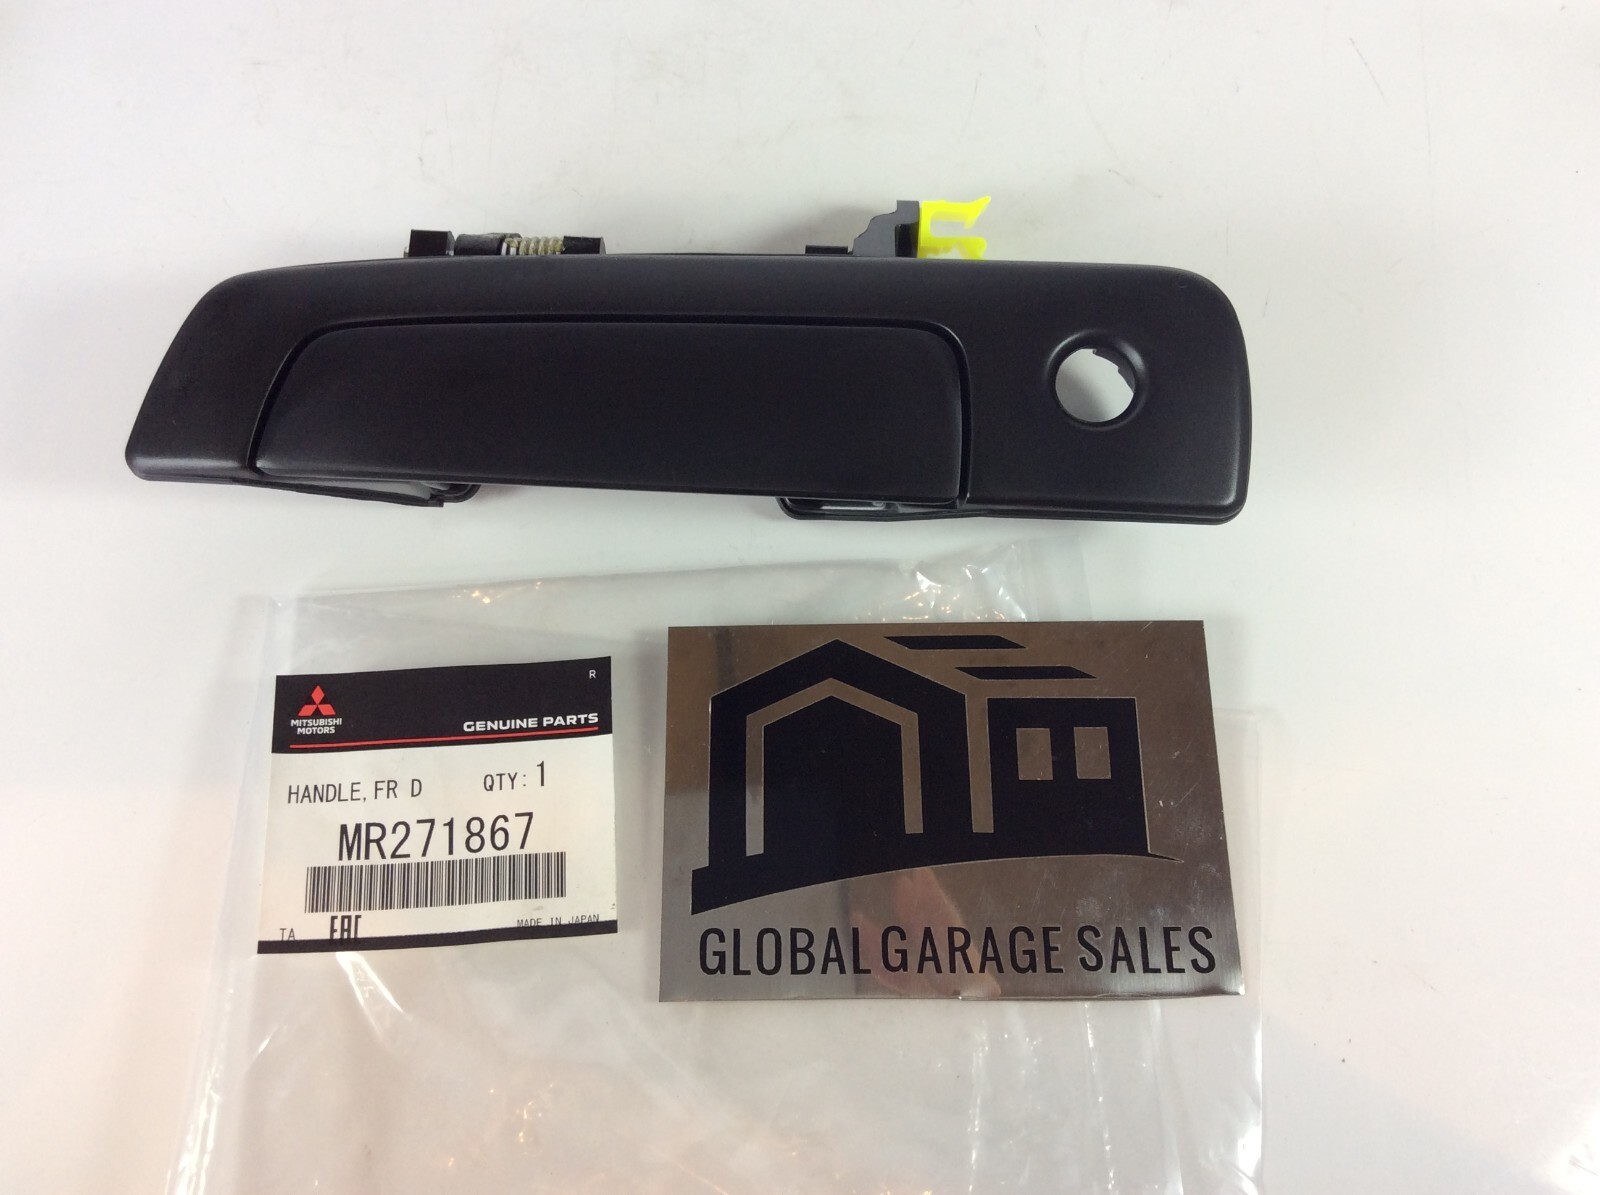 R
MITSUBISHI
MOTORS
GENUINE PARTS
HANDLE, FR D QTY: 1
MR271867
TA EAC MADE IN JAPAN
GLOBAL GARAGE SALES